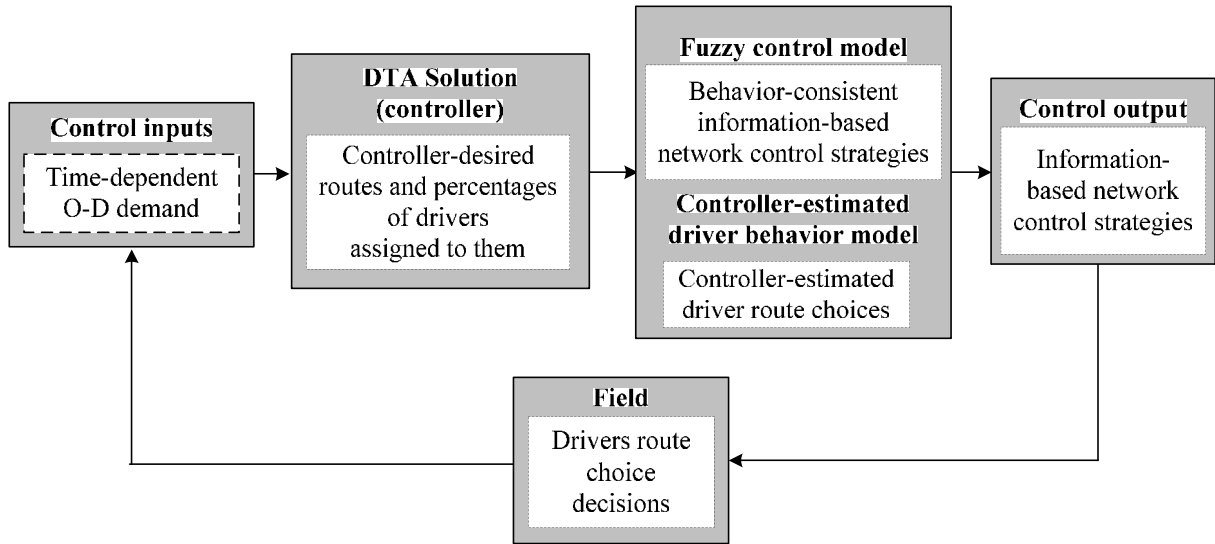 Control inputs
Time-dependent
O-D demand
DTA Solution
(controller)
Controller-desired
routes and percentages
of drivers
assigned to them
Fuzzy control model
Behavior-consistent
information-based
network control strategies
Controller-estimated
driver behavior model
Controller-estimated
driver route choices
Control output
Information-
based network
control strategies
Field
Drivers route
choice
decisions